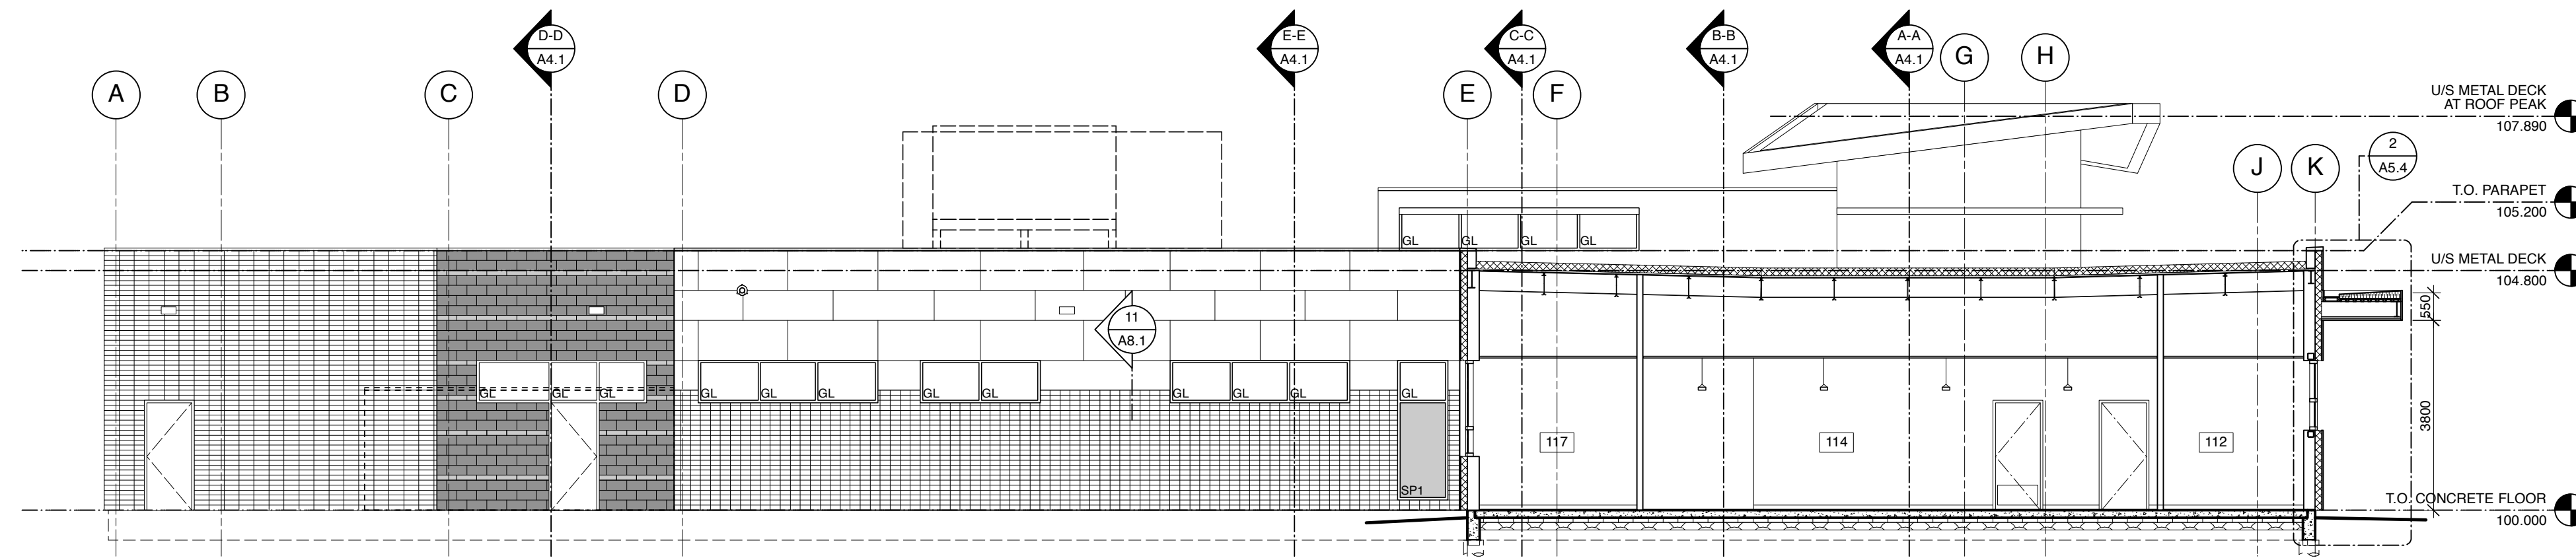 D-D
A4.1
E-E
A4.1
C-C
A4.1
B-B
A4.1
A-A
A4.1
G
H
A
B
C
D
E
F
U/S METAL DECK
AT ROOF PEAK
107.890
2
A5.4
J
K
T.O. PARAPET
105.200
GL
GL
GL
GL
U/S METAL DECK
104.800
550
11
A8.1
GL
GL
GL
GL
GL
GL
GL
GL
GL
GL
GL
GL
3800
117
114
112
SP1
T.O. CONCRETE FLOOR
100.000